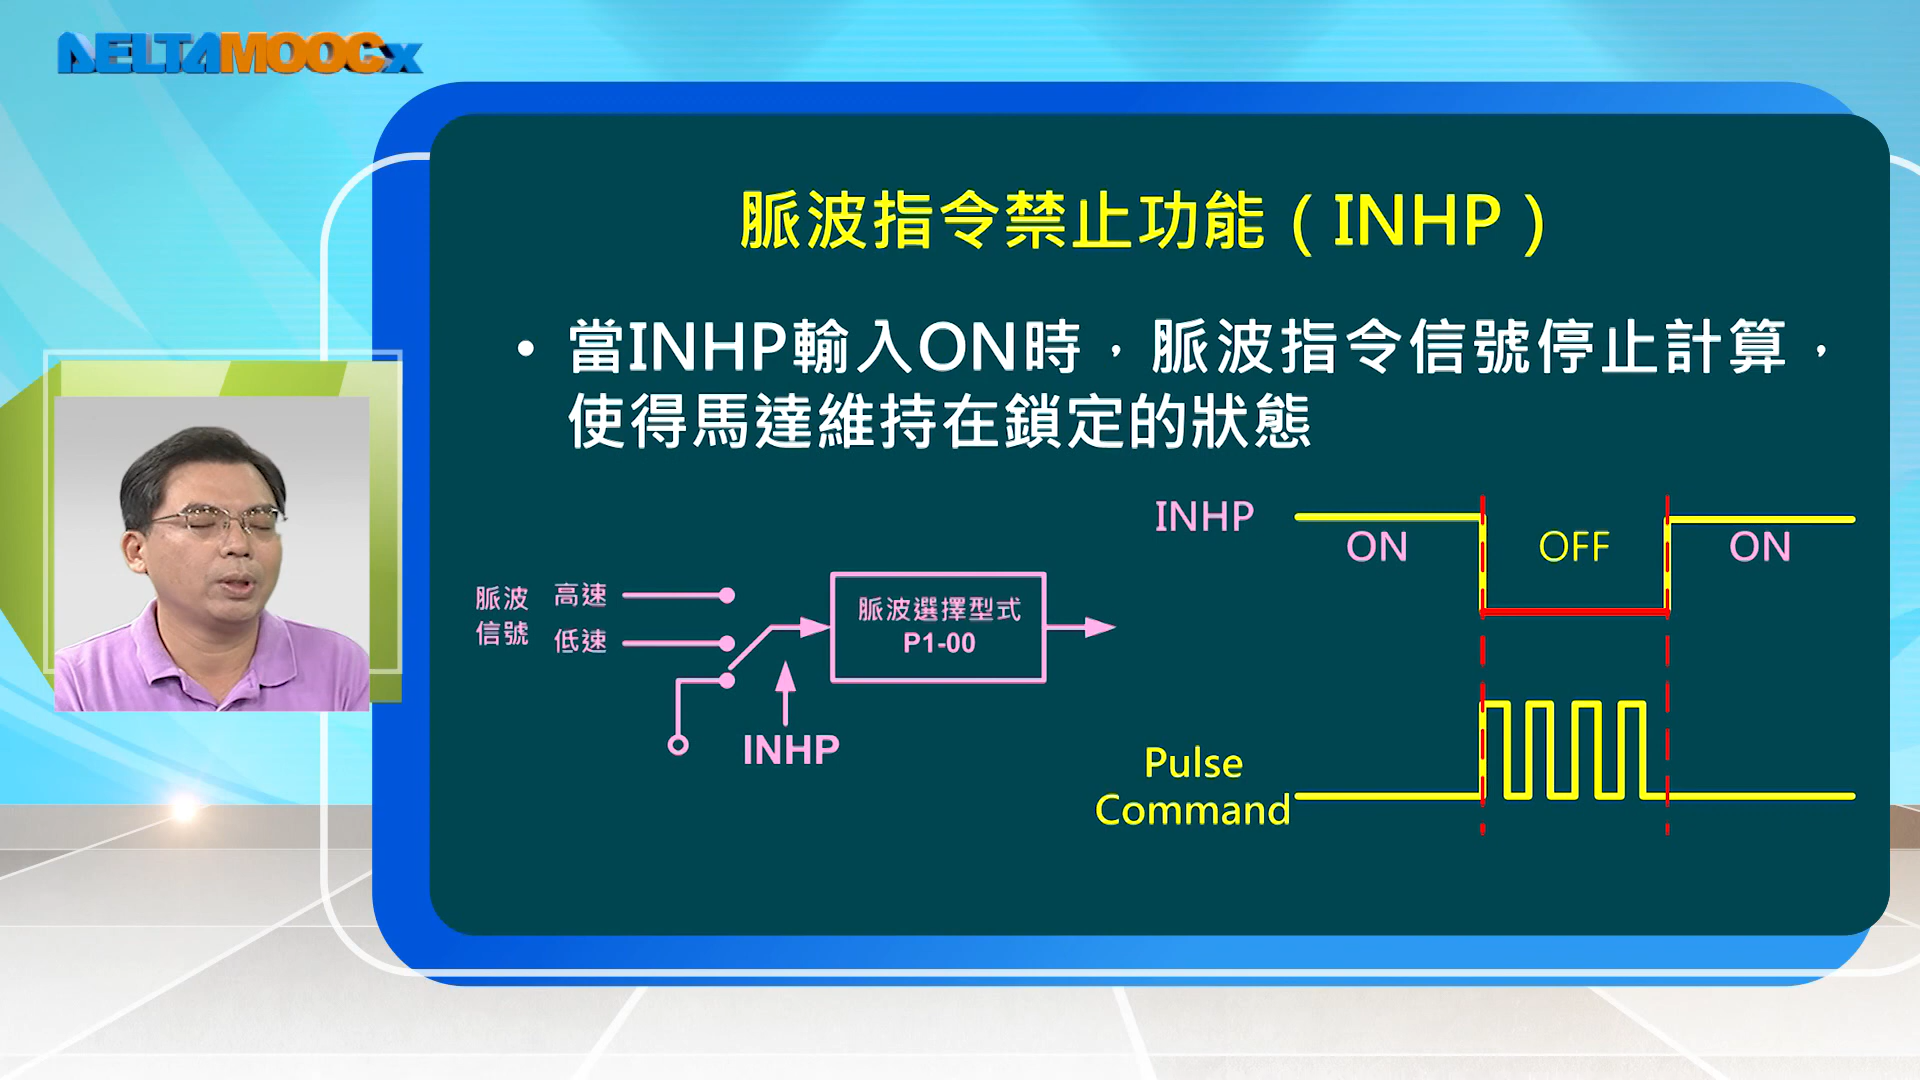 DELTAMOOCx
脈波指令禁止功能（INHP）
• 當INHP輸入ON時，脈波指令信號停止計算，
使得馬達維持在鎖定的狀態
脈波
信號
高速
低速
INHP
脈波選擇型式
P1-00
INHP
ON
OFF
ON
Pulse
Command